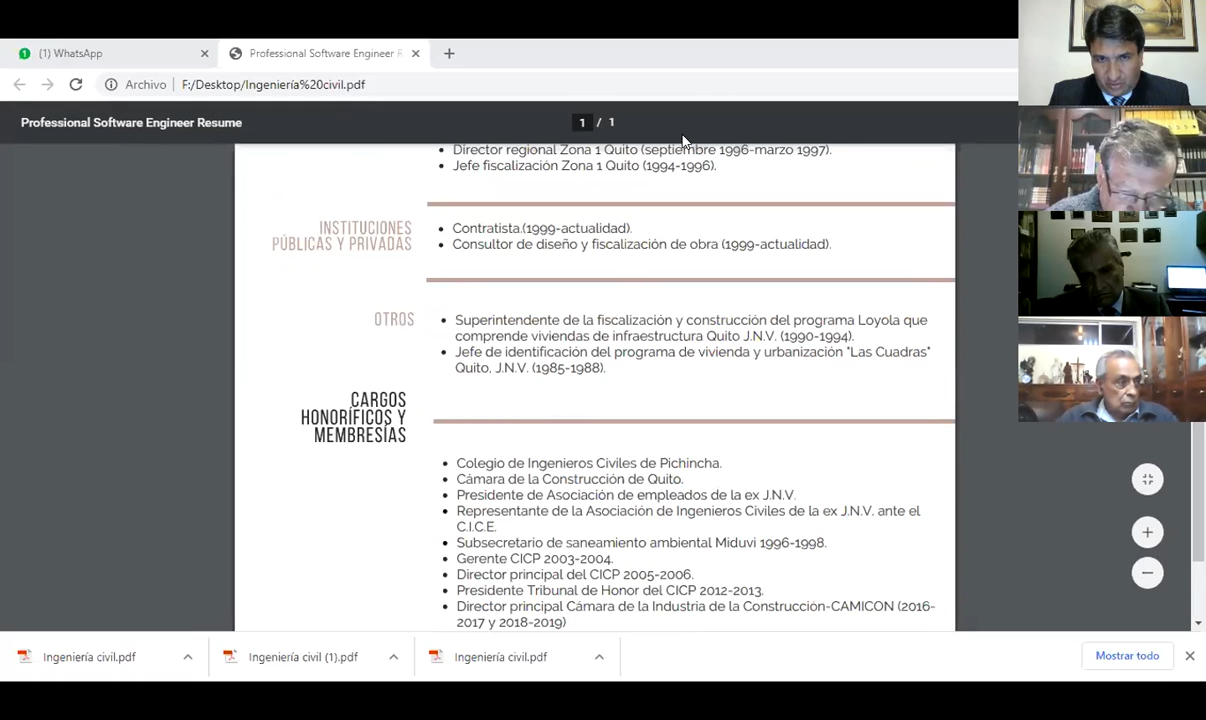 (1) WhatsApp
Professional Software Engineer R
Archivo F:/Desktop/Ingeniería%20civil.pdf
Professional Software Engineer Resume
1 / 1
Director regional Zona 1 Quito (septiembre 1996-marzo 1997).
Jefe fiscalización Zona 1 Quito (1994-1996).
INSTITUCIONES
PÚBLICAS Y PRIVADAS
Contratista.(1999-actualidad).
Consultor de diseño y fiscalización de obra (1999-actualidad).
OTROS
Superintendente de la fiscalización y construcción del programa Loyola que
comprende viviendas de infraestructura Quito J.N.V. (1990-1994).
Jefe de identificación del programa de vivienda y urbanización "Las Cuadras"
Quito, J.N.V. (1985-1988).
CARGOS
HONORÍFICOS Y
MEMBRESÍAS
Colegio de Ingenieros Civiles de Pichincha.
Cámara de la Construcción de Quito.
Presidente de Asociación de empleados de la ex J.N.V.
Representante de la Asociación de Ingenieros Civiles de la ex J.N.V. ante el
C.I.C.E.
Subsecretario de saneamiento ambiental Miduvi 1996-1998.
Gerente CICP 2003-2004.
Director principal del CICP 2005-2006.
Presidente Tribunal de Honor del CICP 2012-2013.
Director principal Cámara de la Industria de la Construcción-CAMICON (2016-
2017 y 2018-2019)
Ingeniería civil.pdf
Ingeniería civil (1).pdf
Ingeniería civil.pdf
Mostrar todo